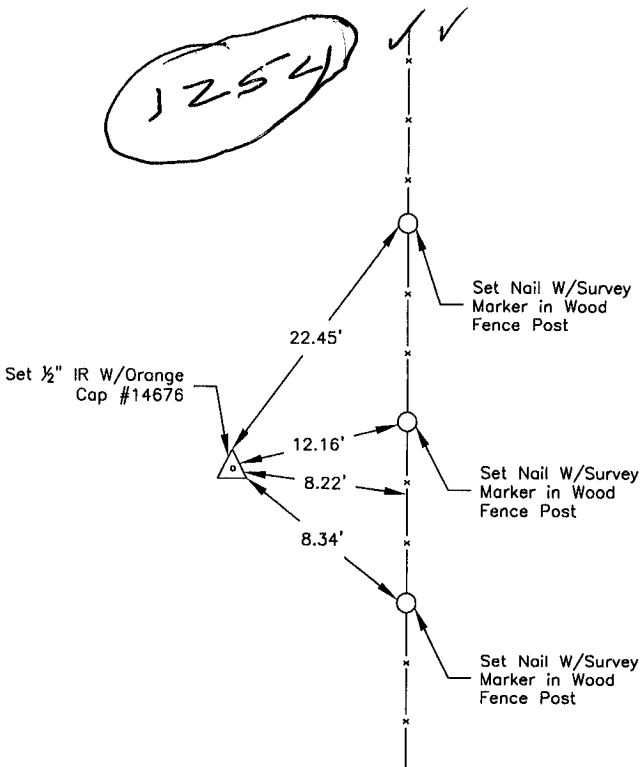 1254
Set Nail W/Survey
Marker in Wood
Fence Post
22.45'
Set ½" IR W/Orange
Cap #14676
12.16'
8.22'
Set Nail W/Survey
Marker in Wood
Fence Post
8.34'
Set Nail W/Survey
Marker in Wood
Fence Post